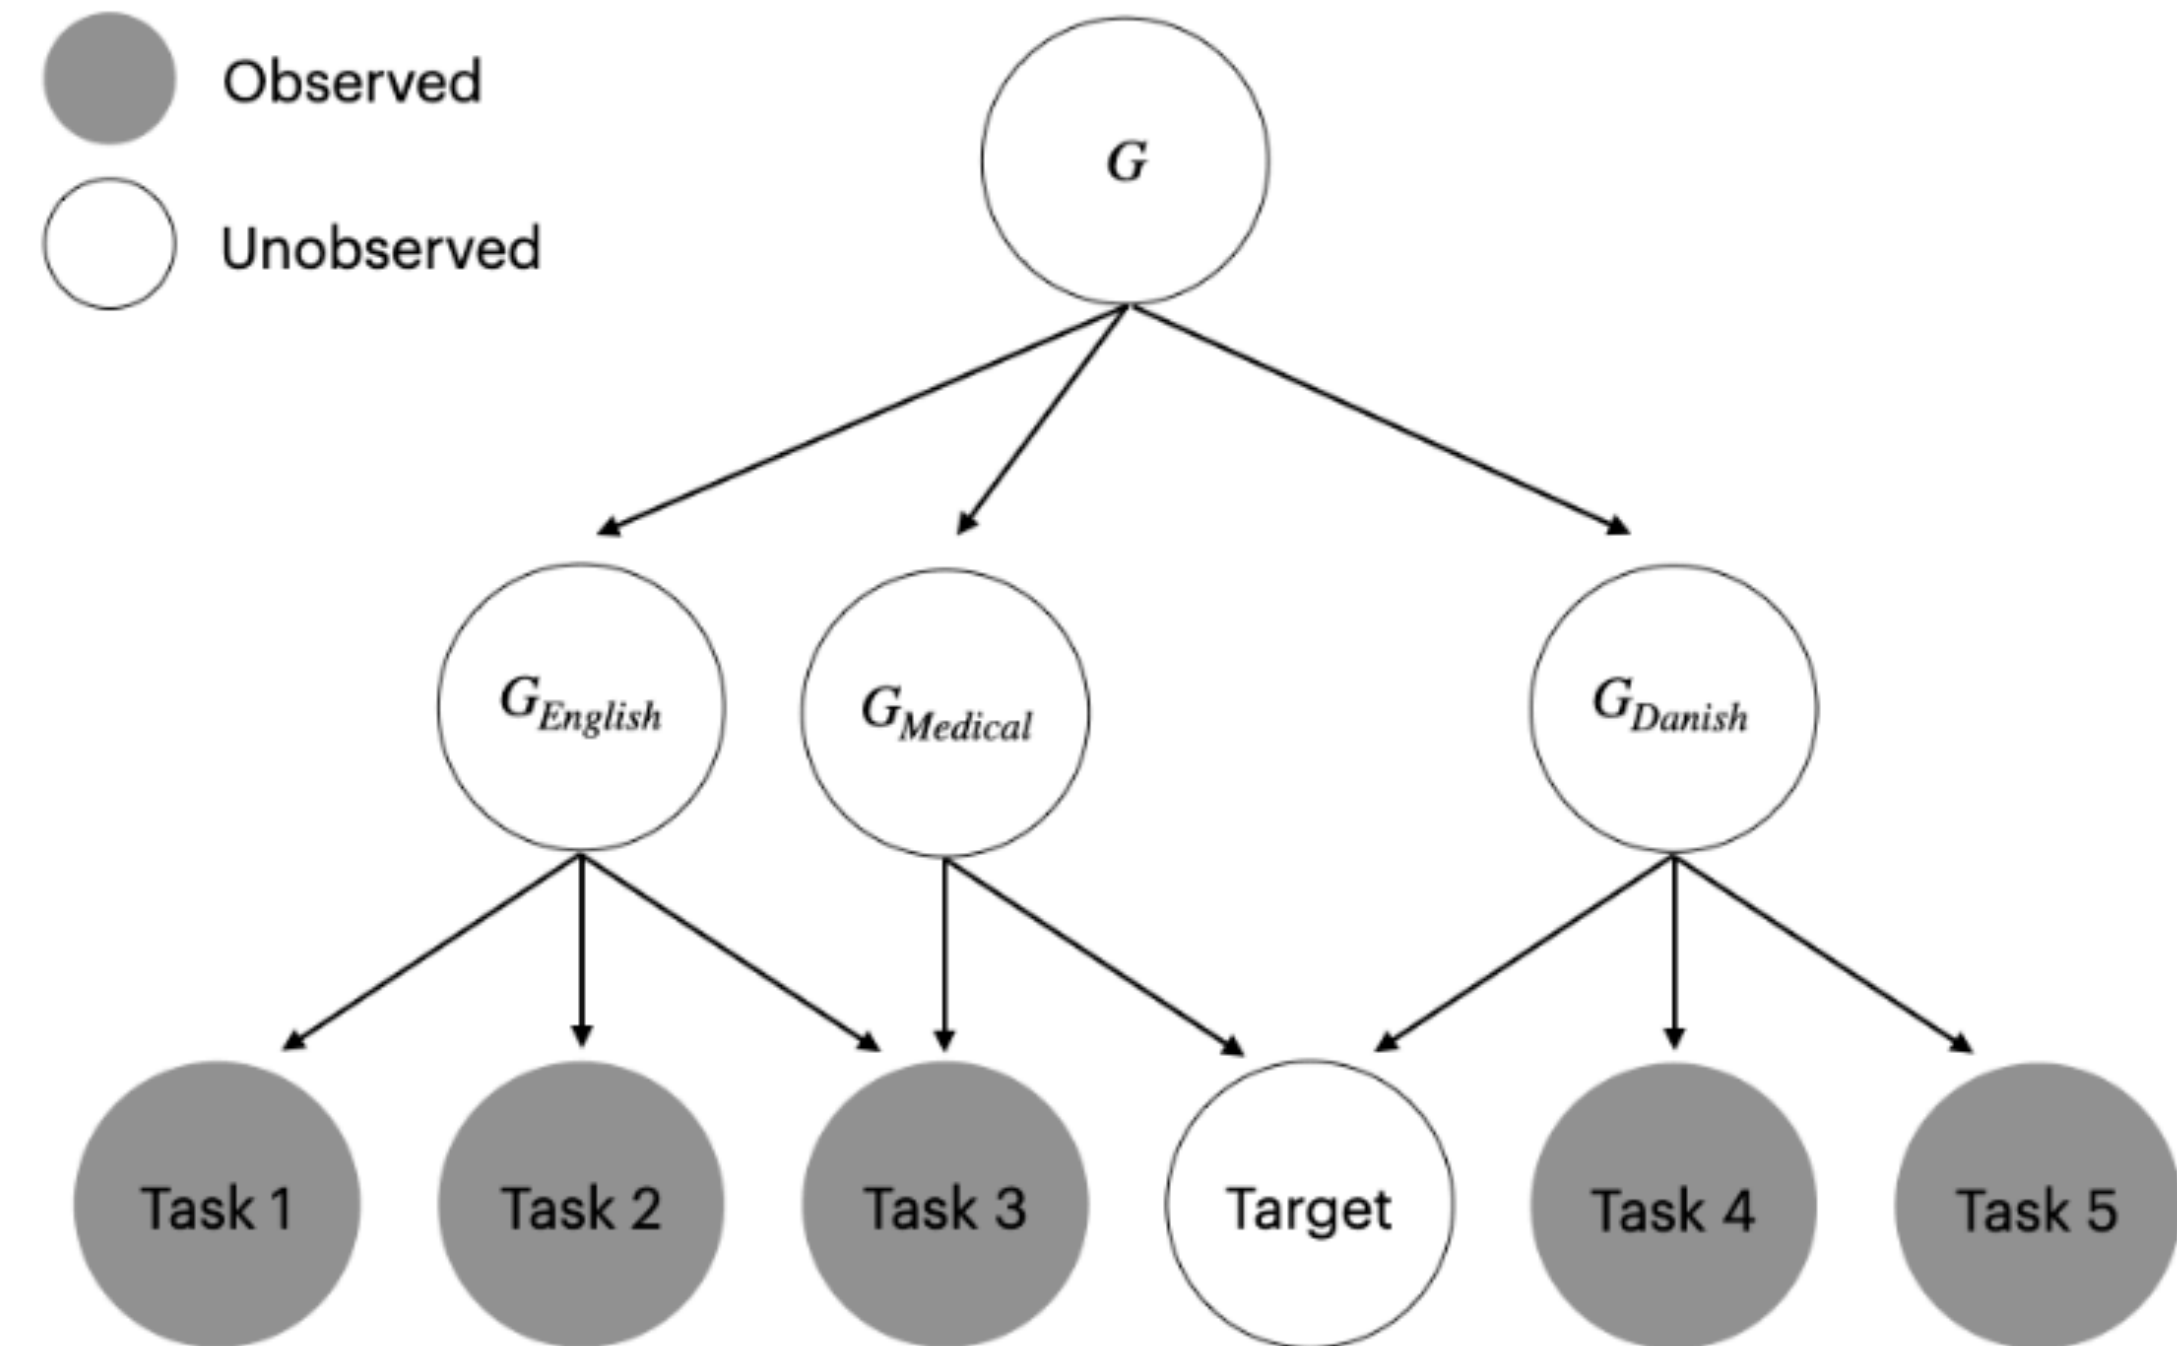 Observed
Unobserved
G
G_English
G_Medical
G_Danish
Task 1
Task 2
Task 3
Target
Task 4
Task 5